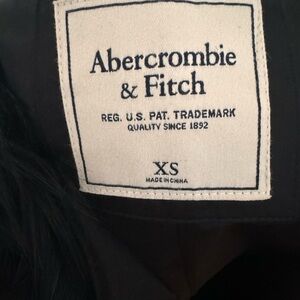 Abercrombie
& Fitch
REG. U.S. PAT. TRADEMARK
QUALITY SINCE 1892
XS
MADE IN CHINA